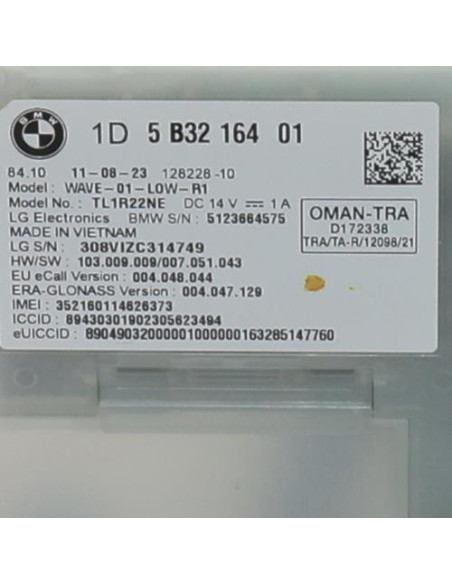 BMW
1D 5 B32 164 01
84.10 11-08-23 128228-10
Model : WAVE-01-LOW-R1
Model No. : TL1R22NE DC 14 V ⎓ 1 A
LG Electronics BMW S/N : 5123664575
MADE IN VIETNAM
LG S/N : 308VIZC314749
HW/SW : 103.009.009/007.051.043
EU eCall Version : 004.048.044
ERA-GLONASS Version : 004.047.129
IMEI : 352160114626373
ICCID : 89430301902305623494
eUICCID : 89049032000001000000163285147760
OMAN-TRA
D172338
TRA/TA-R/12098/21